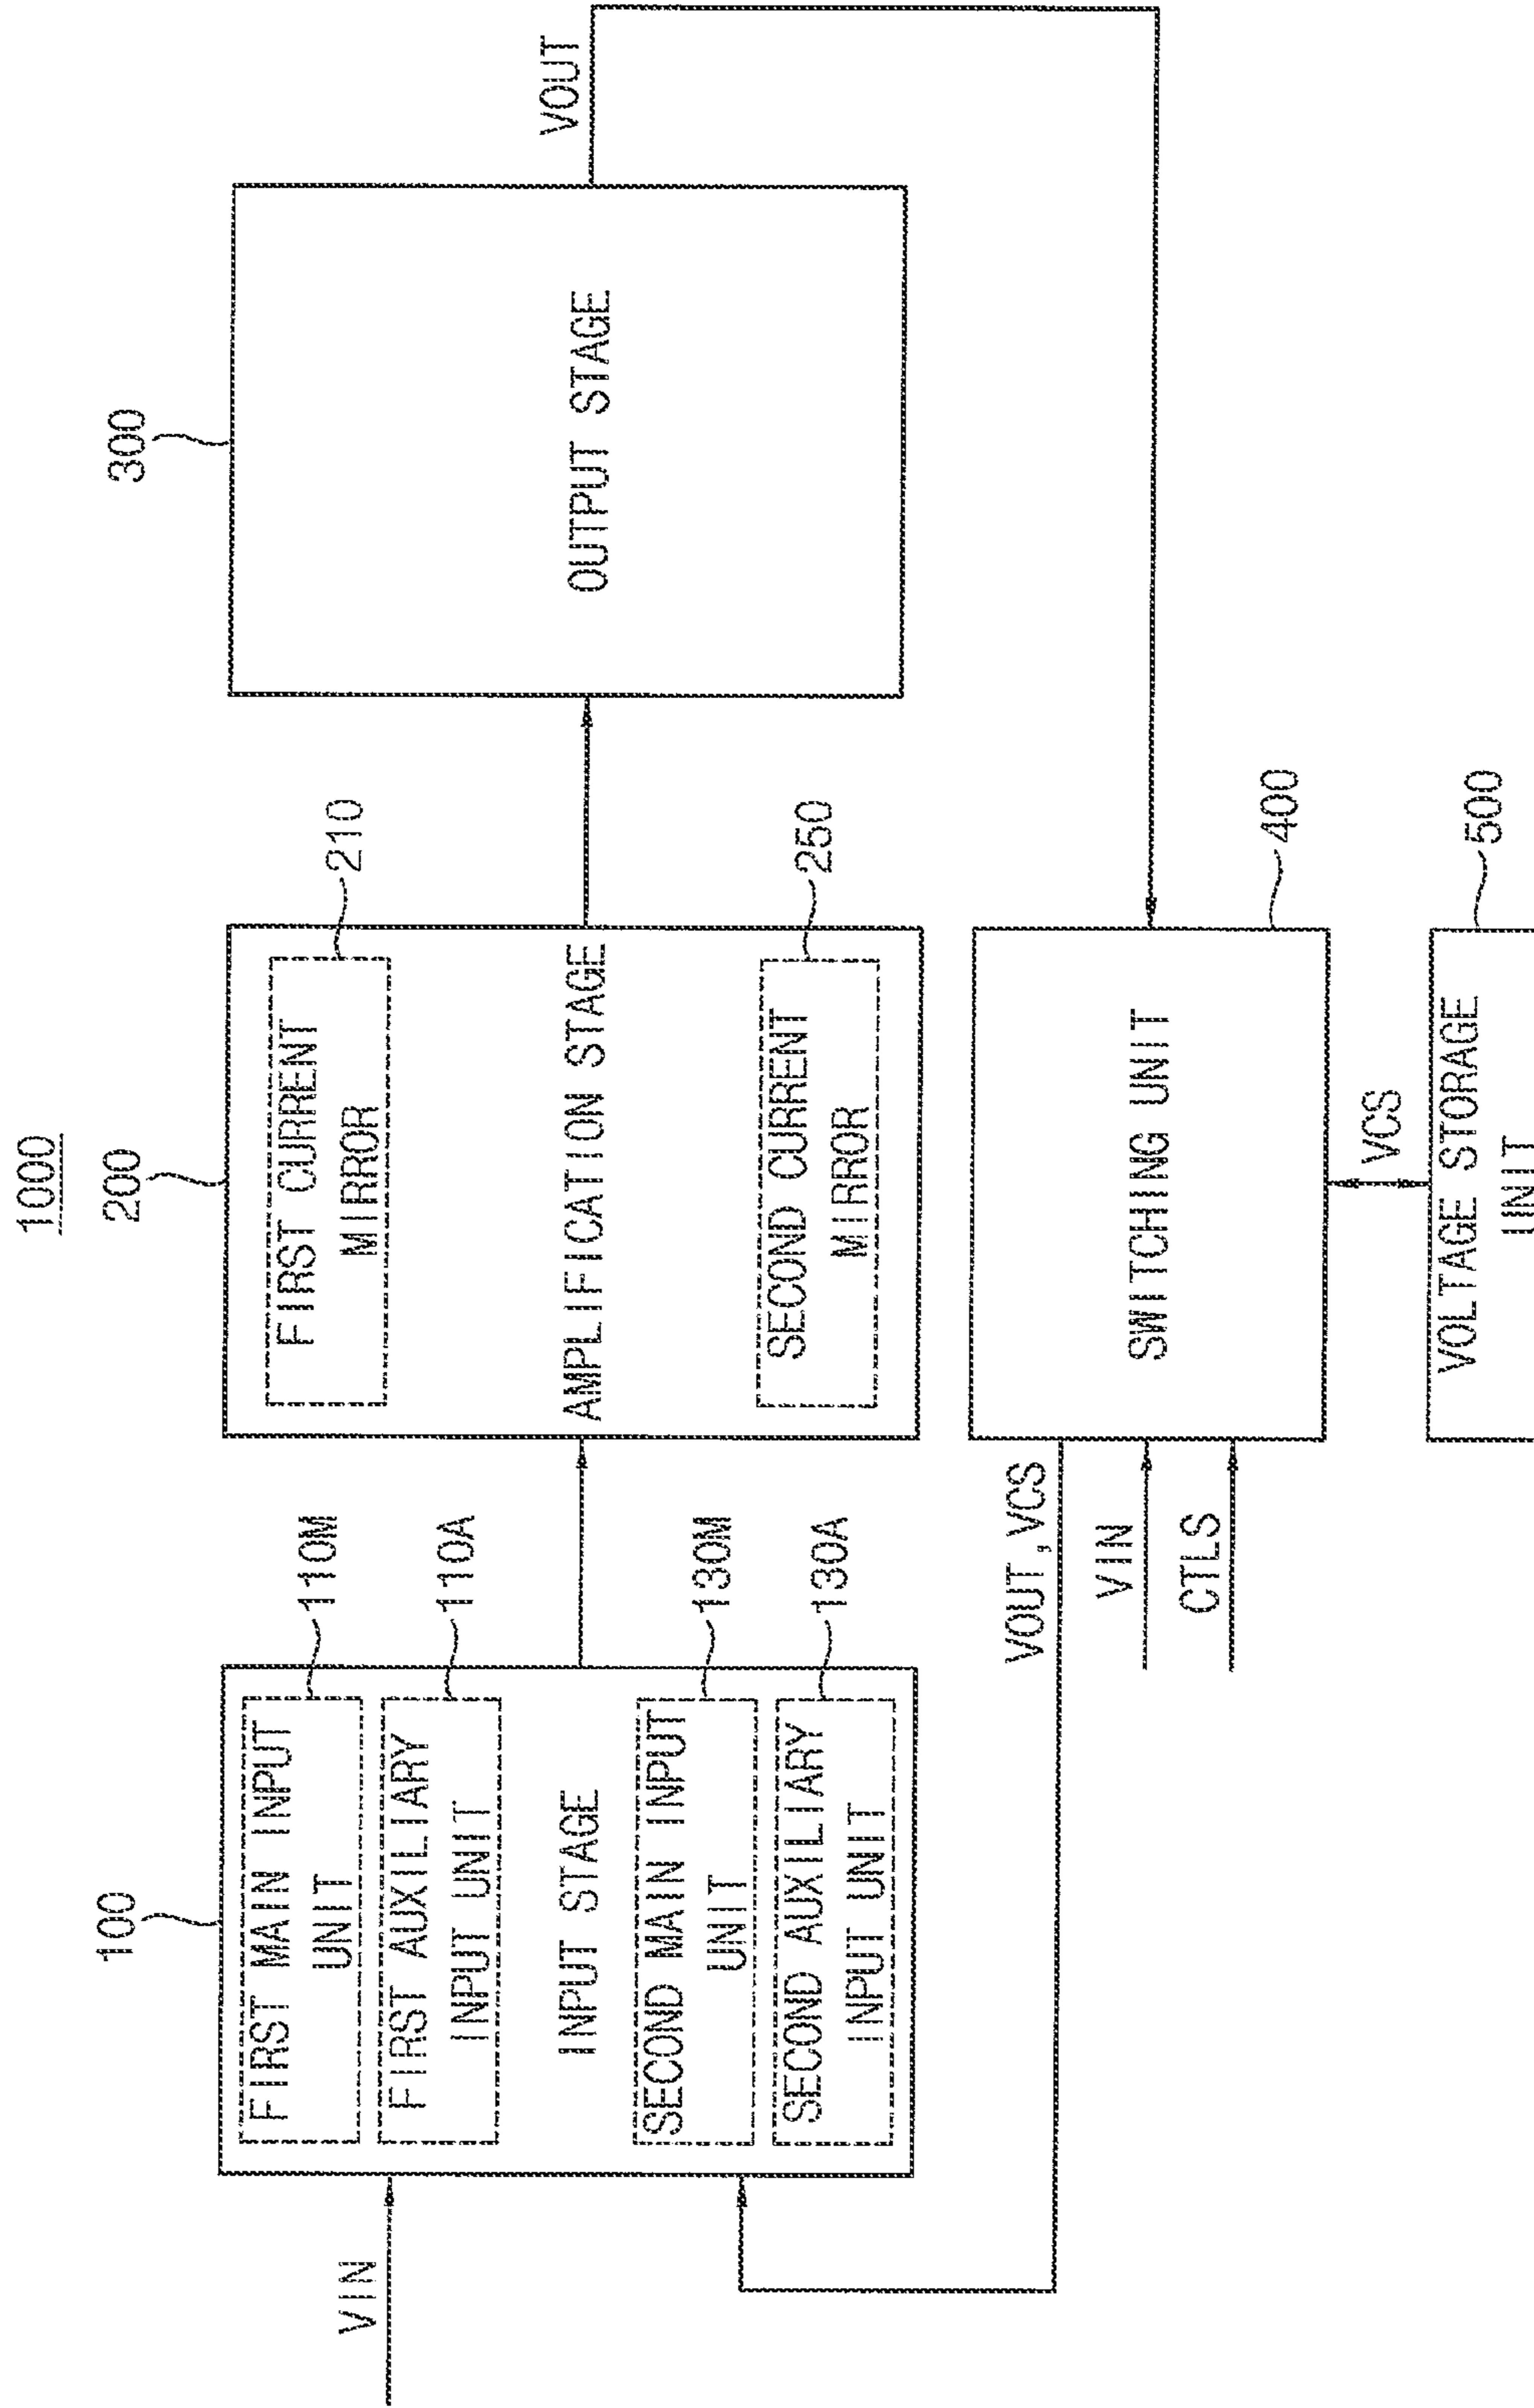 1000
100
200
300
FIRST MAIN INPUT
UNIT
110M
FIRST AUXILIARY
INPUT UNIT
110A
INPUT STAGE
SECOND MAIN INPUT
UNIT
130M
SECOND AUXILIARY
INPUT UNIT
130A
VIN
FIRST CURRENT
MIRROR
210
AMPLIFICATION STAGE
SECOND CURRENT
MIRROR
250
OUTPUT STAGE
VOUT
VOUT,VCS
VIN
CTLS
SWITCHING UNIT
400
VCS
VOLTAGE STORAGE
UNIT
500